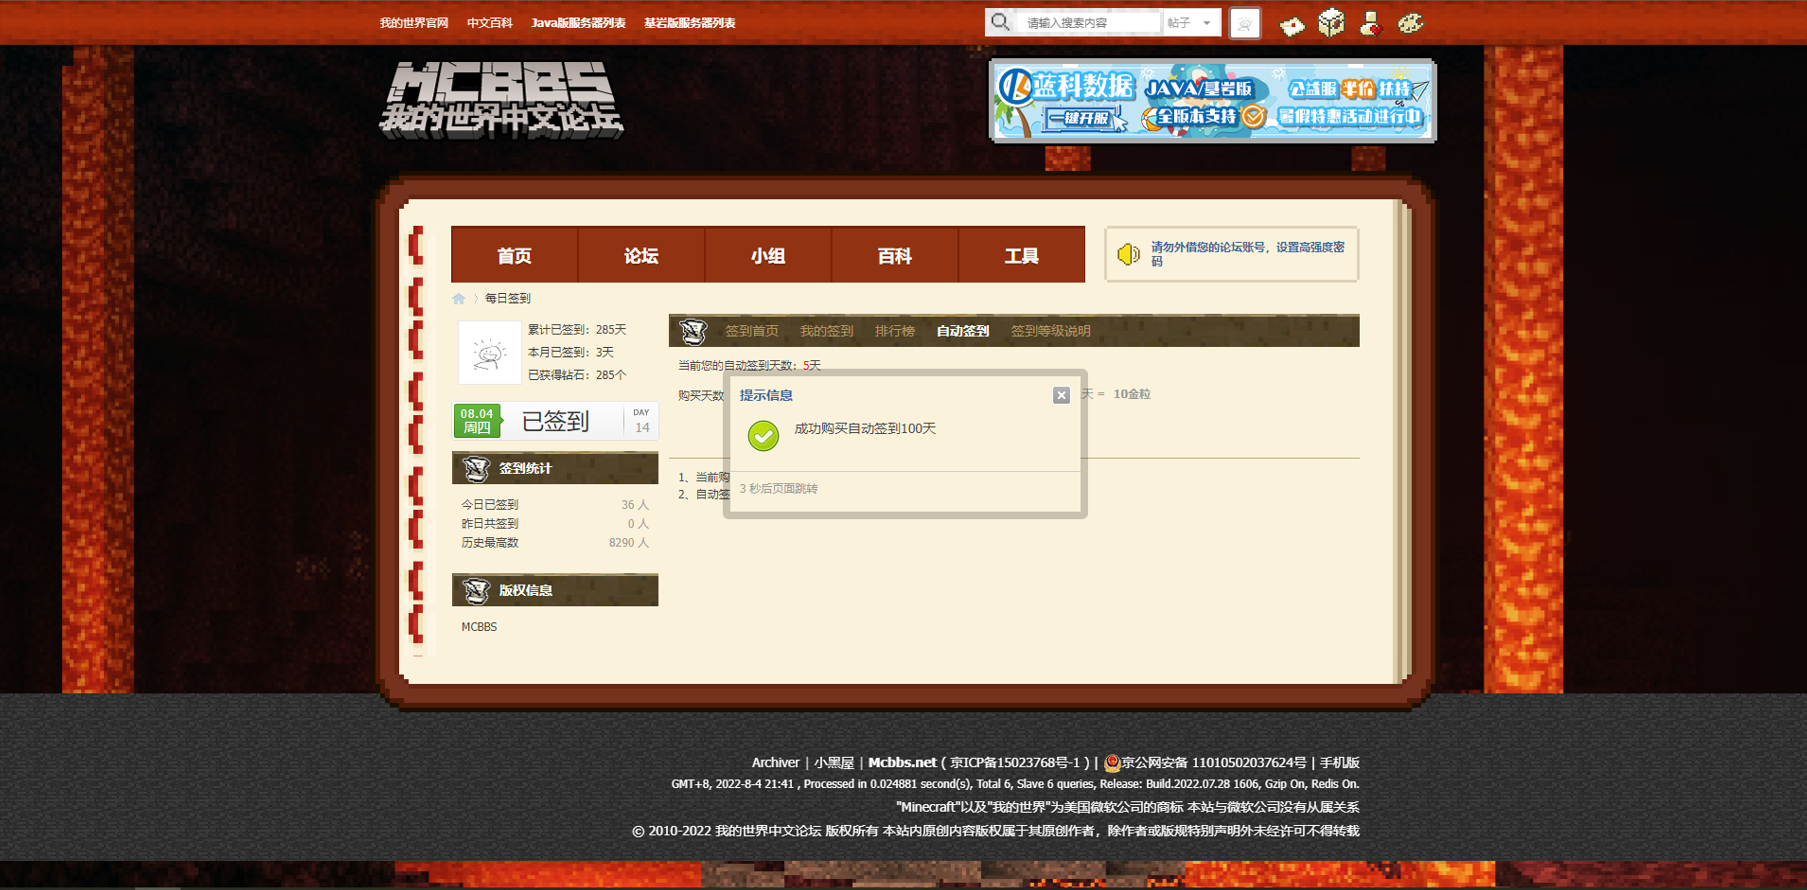 我的世界官网 中文百科 Java版服务器列表 基岩版服务器列表
请输入搜索内容 帖子
MCBBS
我的世界中文论坛
蓝科数据 JAVA/基岩版 公益服 半价 扶持
一键开服 全版本支持 暑假特惠活动进行中
首页 论坛 小组 百科 工具
请勿外借您的论坛账号，设置高强度密
码
每日签到
累计已签到：285天
本月已签到：3天
已获得钻石：285个
08.04
周四
已签到
DAY
14
签到统计
今日已签到 36 人
昨日共签到 0 人
历史最高数 8290 人
版权信息
MCBBS
签到首页 我的签到 排行榜 自动签到 签到等级说明
当前您的自动签到天数：5天
购买天数
天 = 10金粒
提示信息
成功购买自动签到100天
3 秒后页面跳转
1、当前购
2、自动签
Archiver | 小黑屋 | Mcbbs.net ( 京ICP备15023768号-1 ) | 京公网安备 11010502037624号 | 手机版
GMT+8, 2022-8-4 21:41 , Processed in 0.024881 second(s), Total 6, Slave 6 queries, Release: Build.2022.07.28 1606, Gzip On, Redis On.
"Minecraft"以及"我的世界"为美国微软公司的商标 本站与微软公司没有从属关系
© 2010-2022 我的世界中文论坛 版权所有 本站内原创内容版权属于其原创作者，除作者或版规特别声明外未经许可不得转载